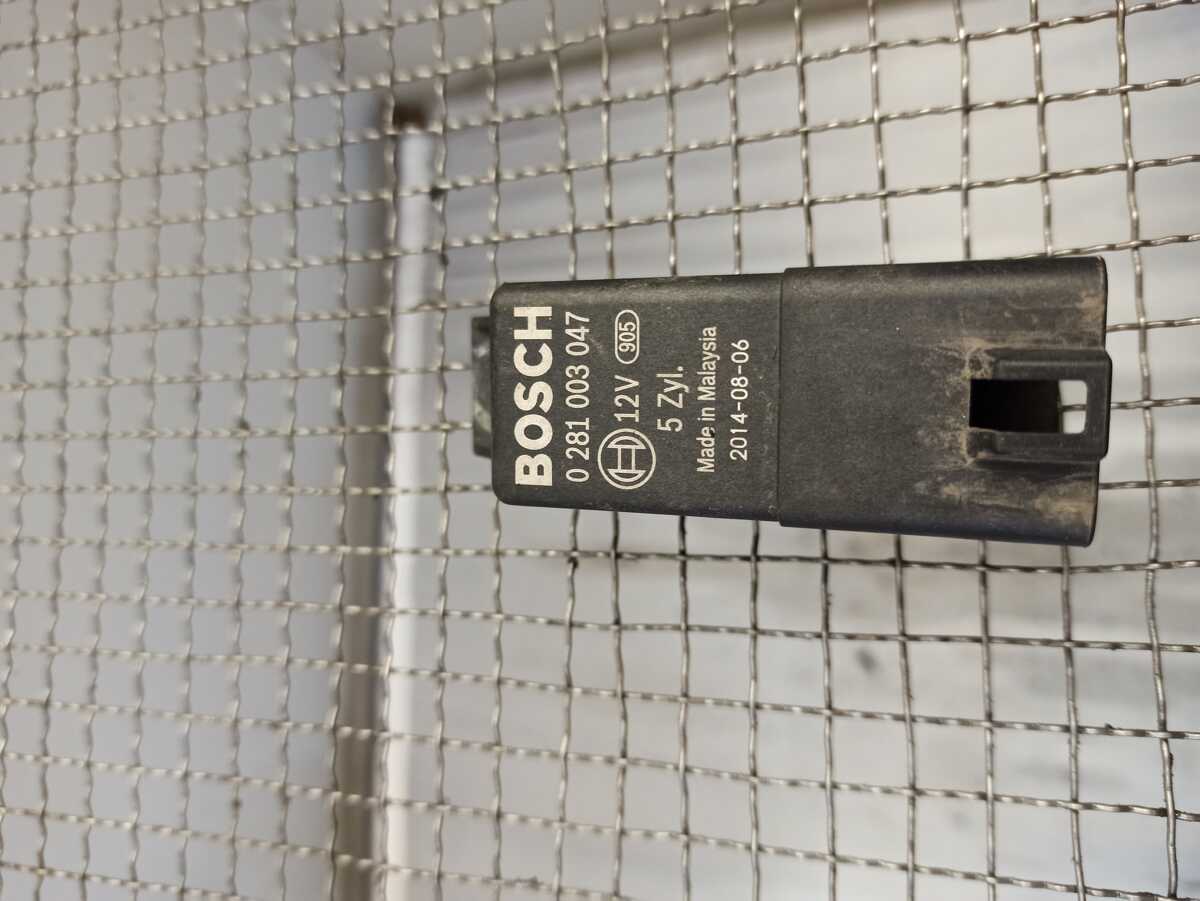 BOSCH
0 281 003 047
12V 905
5 Zyl.
Made in Malaysia
2014-08-06